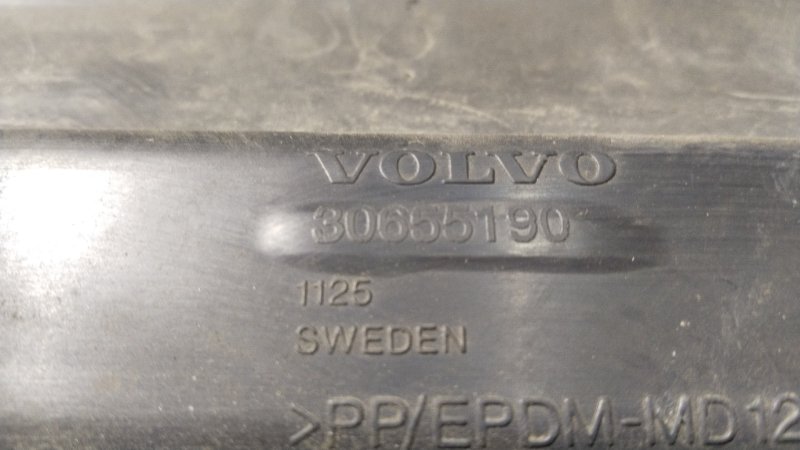 VOLVO
30655190
1125
SWEDEN
>PP/EPDM-MD12